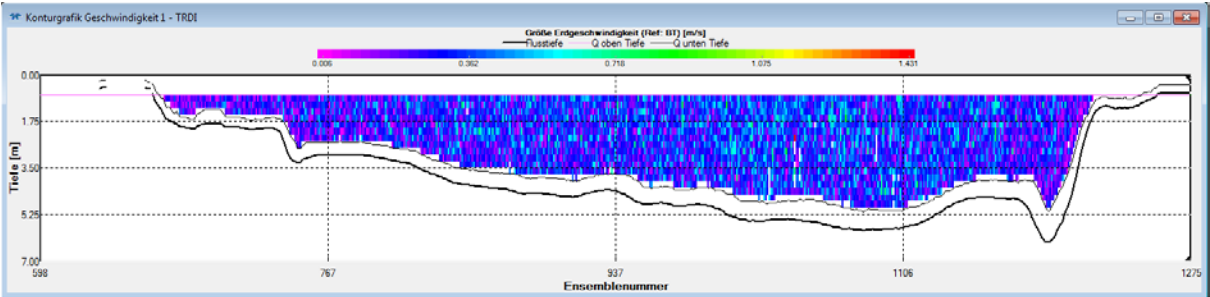 Konturgrafik Geschwindigkeit 1 - TRDI
Größe Erdgeschwindigkeit (Ref: BT) [m/s]
Flusstiefe Q oben Tiefe Q unten Tiefe
0.006 0.362 0.718 1.075 1.431
0.00
1.75
3.50
5.25
7.00
Tiefe [m]
598 767 937 1106 1275
Ensemblenummer